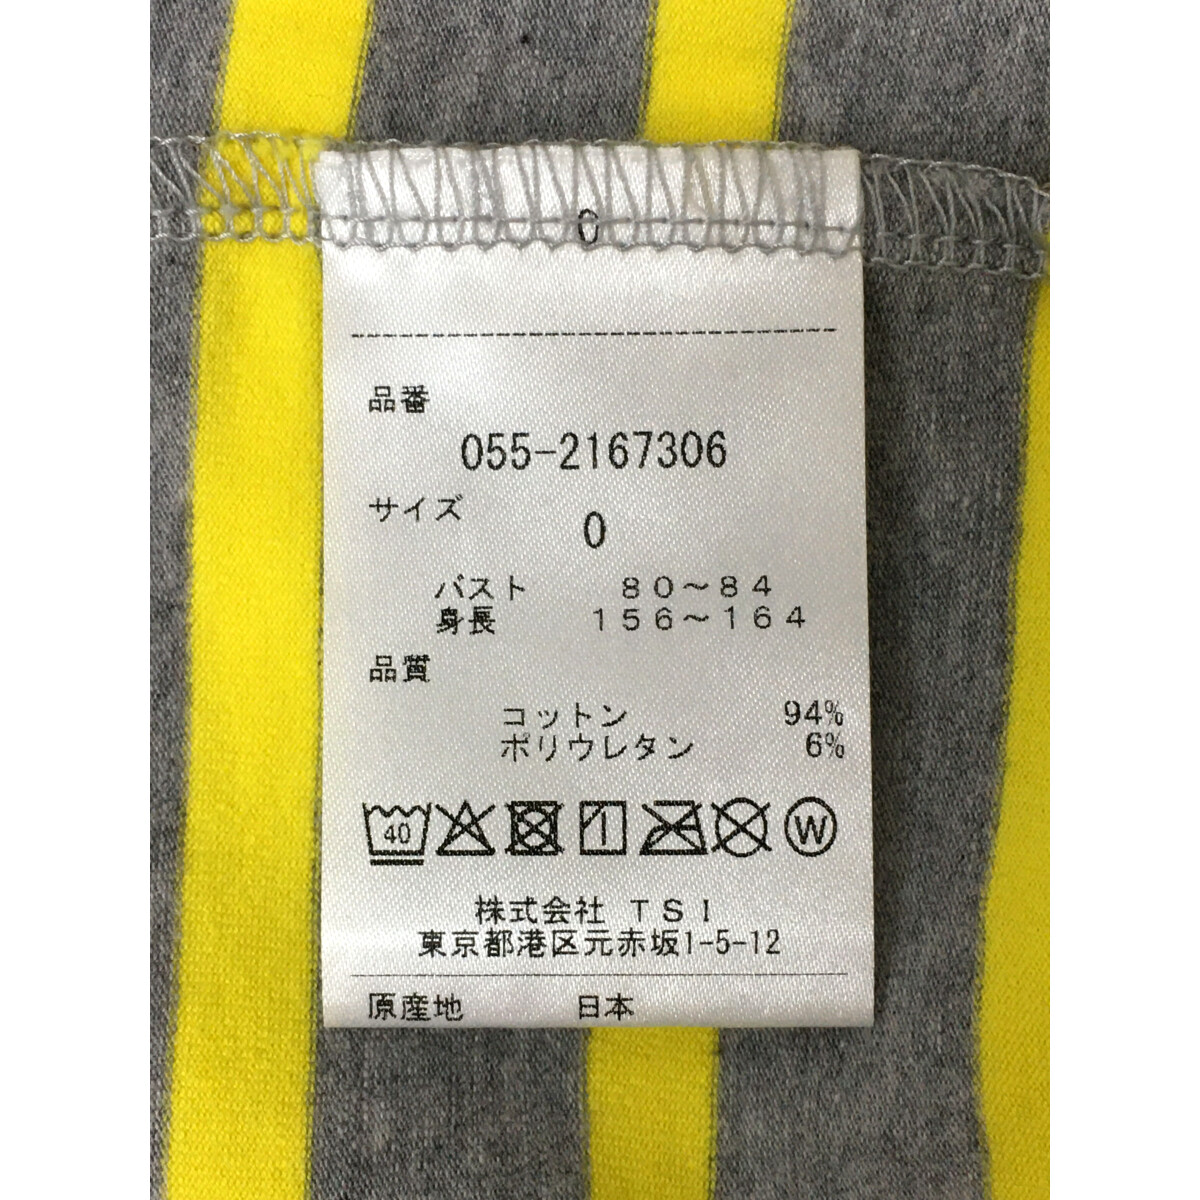 0
品番
055-2167306
サイズ
0
バスト 80～84
身長 156～164
品質
コットン 94%
ポリウレタン 6%
40 W
株式会社 TSI
東京都港区元赤坂1-5-12
原産地 日本